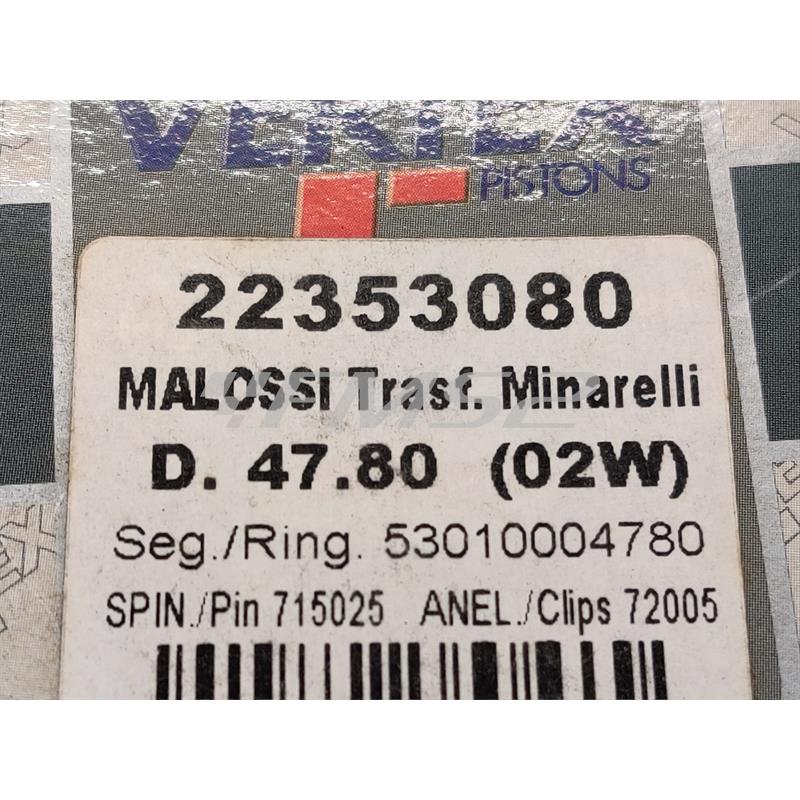 VERTEX
PISTONS
22353080
MALOSSI Trasf. Minarelli
D. 47.80 (02W)
Seg./Ring. 53010004780
SPIN./Pin 715025 ANEL./Clips 72005